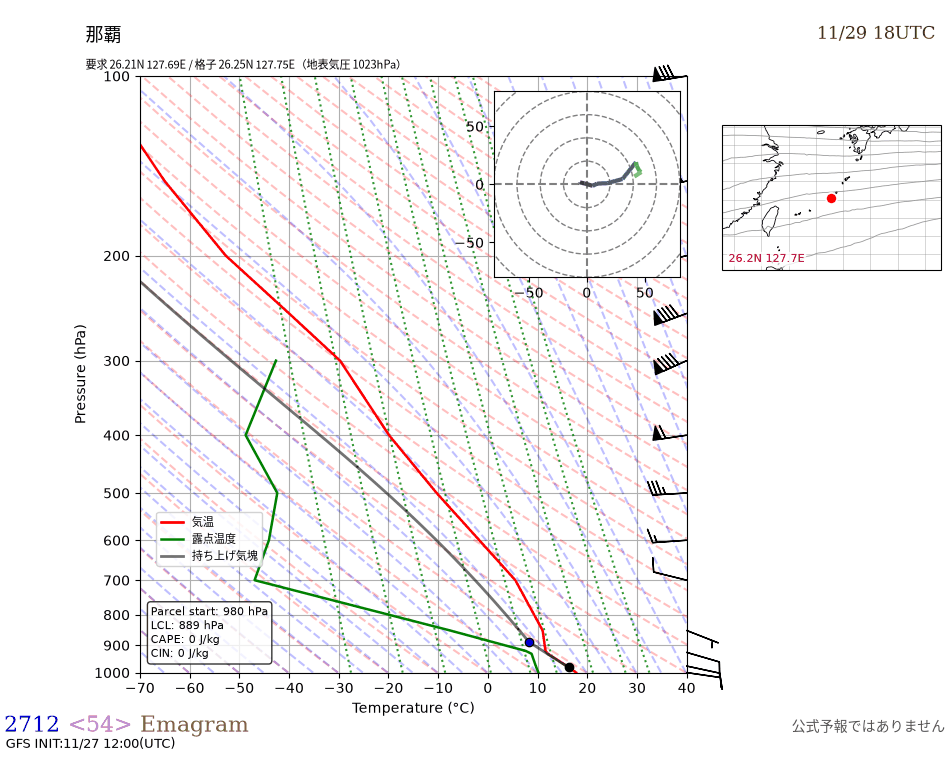 那覇
11/29 18UTC
要求 26.21N 127.69E / 格子 26.25N 127.75E（地表気圧 1023hPa）
100
200
300
400
500
600
700
800
900
1000
Pressure (hPa)
50
0
−50
−50 0 50
26.2N 127.7E
気温
露点温度
持ち上げ気塊
Parcel start: 980 hPa
LCL: 889 hPa
CAPE: 0 J/kg
CIN: 0 J/kg
−70 −60 −50 −40 −30 −20 −10 0 10 20 30 40
Temperature (°C)
2712 <54> Emagram
公式予報ではありません
GFS INIT:11/27 12:00(UTC)